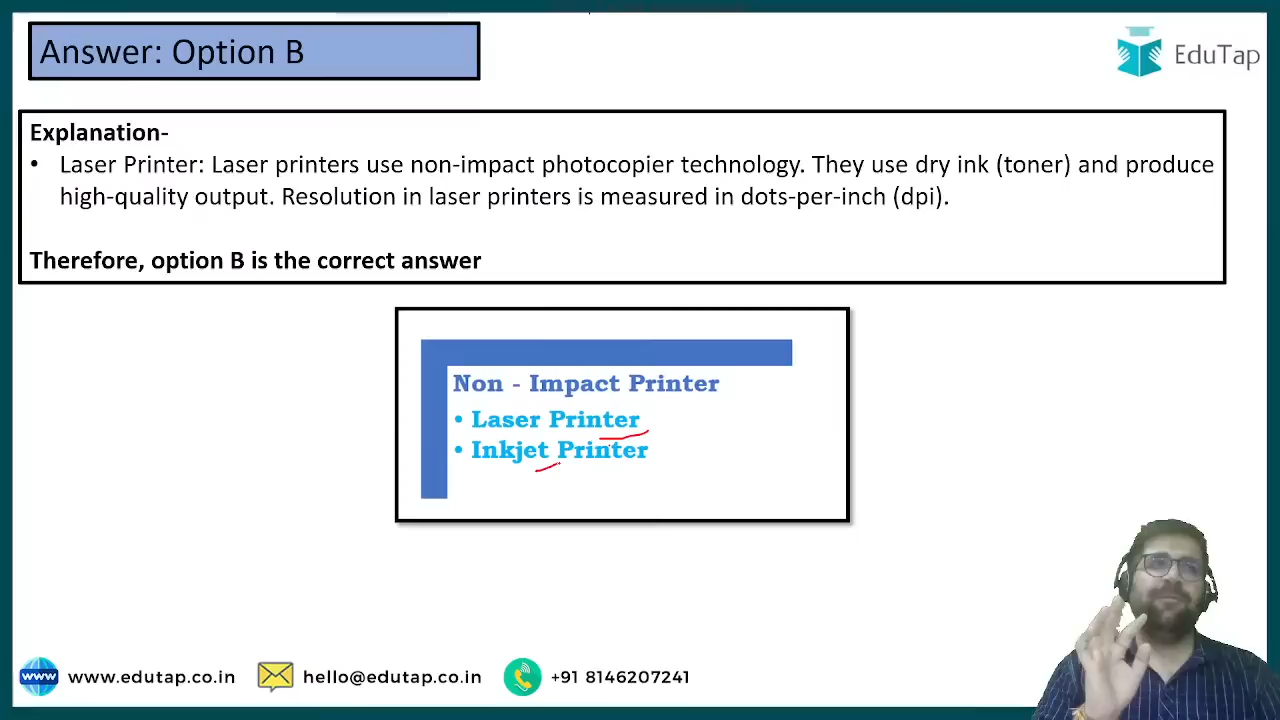 Answer: Option B
EduTap
Explanation-
• Laser Printer: Laser printers use non-impact photocopier technology. They use dry ink (toner) and produce
high-quality output. Resolution in laser printers is measured in dots-per-inch (dpi).
Therefore, option B is the correct answer
Non - Impact Printer
• Laser Printer
• Inkjet Printer
www www.edutap.co.in hello@edutap.co.in +91 8146207241